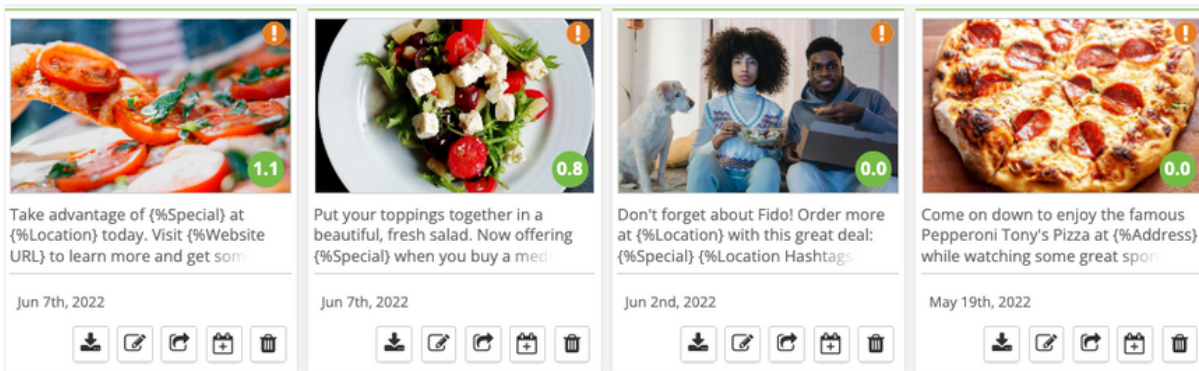 !
1.1
Take advantage of {%Special} at
{%Location} today. Visit {%Website
URL} to learn more and get som
Jun 7th, 2022
!
0.8
Put your toppings together in a
beautiful, fresh salad. Now offering
{%Special} when you buy a medi
Jun 7th, 2022
!
0.0
Don't forget about Fido! Order more
at {%Location} with this great deal:
{%Special} {%Location Hashtags
Jun 2nd, 2022
!
0.0
Come on down to enjoy the famous
Pepperoni Tony's Pizza at {%Address}
while watching some great spor
May 19th, 2022